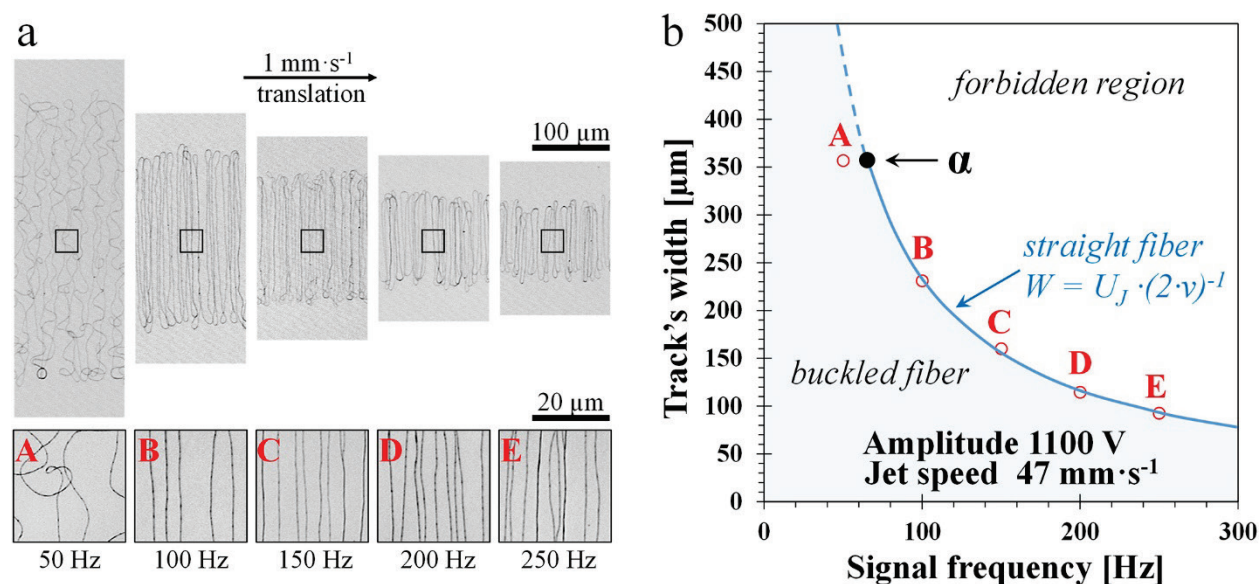 a
1 mm·s⁻¹
translation
100 µm
20 µm
A
B
C
D
E
50 Hz
100 Hz
150 Hz
200 Hz
250 Hz
b
500
450
400
350
300
250
200
150
100
50
0
Track's width [µm]
forbidden region
A
α
B
straight fiber
W = U_J ·(2·ν)⁻¹
C
D
E
buckled fiber
Amplitude 1100 V
Jet speed 47 mm·s⁻¹
0
100
200
300
Signal frequency [Hz]